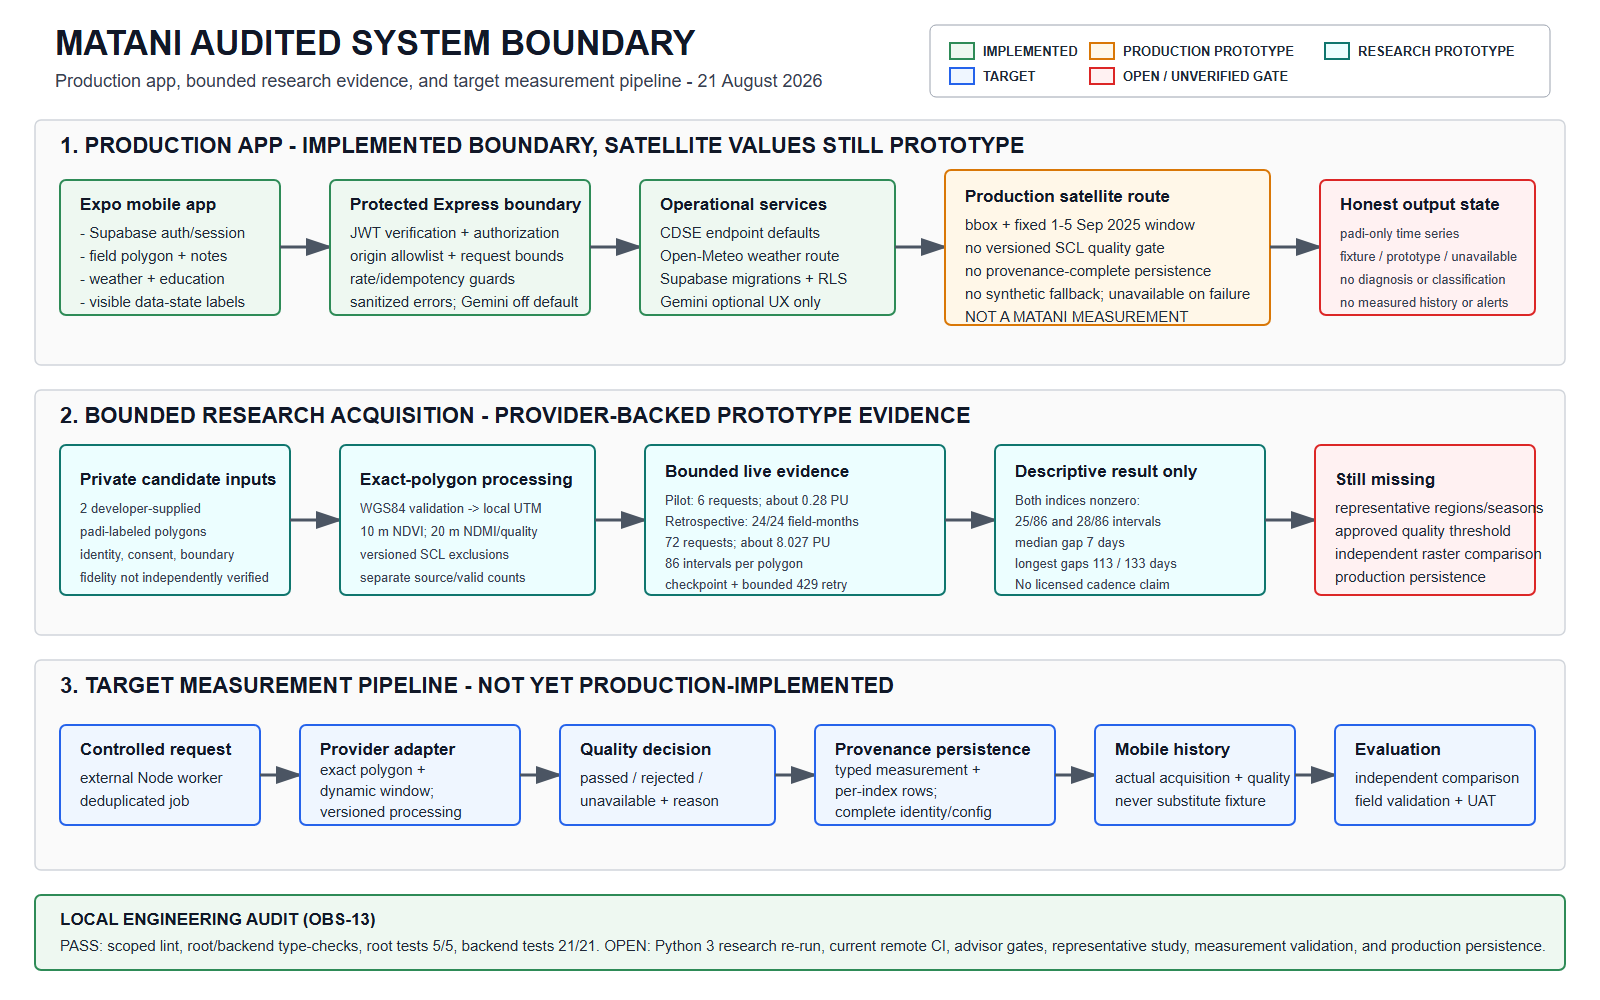 MATANI AUDITED SYSTEM BOUNDARY
Production app, bounded research evidence, and target measurement pipeline - 21 August 2026
IMPLEMENTED
PRODUCTION PROTOTYPE
RESEARCH PROTOTYPE
TARGET
OPEN / UNVERIFIED GATE
1. PRODUCTION APP - IMPLEMENTED BOUNDARY, SATELLITE VALUES STILL PROTOTYPE
Expo mobile app
- Supabase auth/session
- field polygon + notes
- weather + education
- visible data-state labels
Protected Express boundary
JWT verification + authorization
origin allowlist + request bounds
rate/idempotency guards
sanitized errors; Gemini off default
Operational services
CDSE endpoint defaults
Open-Meteo weather route
Supabase migrations + RLS
Gemini optional UX only
Production satellite route
bbox + fixed 1-5 Sep 2025 window
no versioned SCL quality gate
no provenance-complete persistence
no synthetic fallback; unavailable on failure
NOT A MATANI MEASUREMENT
Honest output state
padi-only time series
fixture / prototype / unavailable
no diagnosis or classification
no measured history or alerts
2. BOUNDED RESEARCH ACQUISITION - PROVIDER-BACKED PROTOTYPE EVIDENCE
Private candidate inputs
2 developer-supplied
padi-labeled polygons
identity, consent, boundary
fidelity not independently verified
Exact-polygon processing
WGS84 validation -> local UTM
10 m NDVI; 20 m NDMI/quality
versioned SCL exclusions
separate source/valid counts
Bounded live evidence
Pilot: 6 requests; about 0.28 PU
Retrospective: 24/24 field-months
72 requests; about 8.027 PU
86 intervals per polygon
checkpoint + bounded 429 retry
Descriptive result only
Both indices nonzero:
25/86 and 28/86 intervals
median gap 7 days
longest gaps 113 / 133 days
No licensed cadence claim
Still missing
representative regions/seasons
approved quality threshold
independent raster comparison
production persistence
3. TARGET MEASUREMENT PIPELINE - NOT YET PRODUCTION-IMPLEMENTED
Controlled request
external Node worker
deduplicated job
Provider adapter
exact polygon +
dynamic window;
versioned processing
Quality decision
passed / rejected /
unavailable + reason
Provenance persistence
typed measurement +
per-index rows;
complete identity/config
Mobile history
actual acquisition + quality
never substitute fixture
Evaluation
independent comparison
field validation + UAT
LOCAL ENGINEERING AUDIT (OBS-13)
PASS: scoped lint, root/backend type-checks, root tests 5/5, backend tests 21/21. OPEN: Python 3 research re-run, current remote CI, advisor gates, representative study, measurement validation, and production persistence.